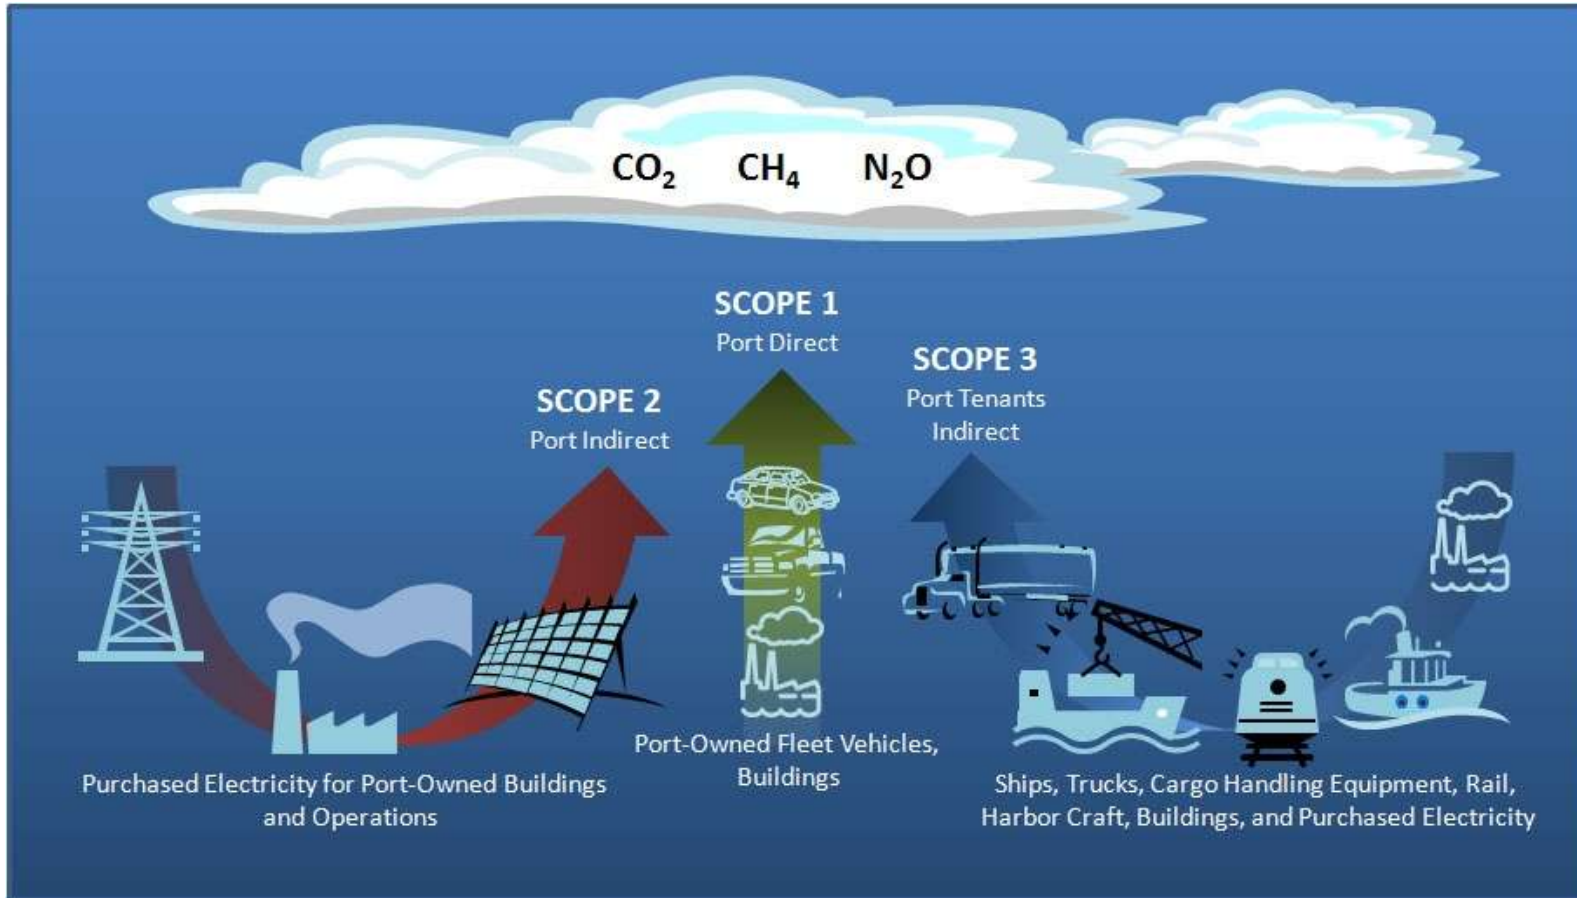 CO₂ CH₄ N₂O
SCOPE 1
Port Direct
SCOPE 2
Port Indirect
SCOPE 3
Port Tenants
Indirect
Purchased Electricity for Port-Owned Buildings
and Operations
Port-Owned Fleet Vehicles,
Buildings
Ships, Trucks, Cargo Handling Equipment, Rail,
Harbor Craft, Buildings, and Purchased Electricity